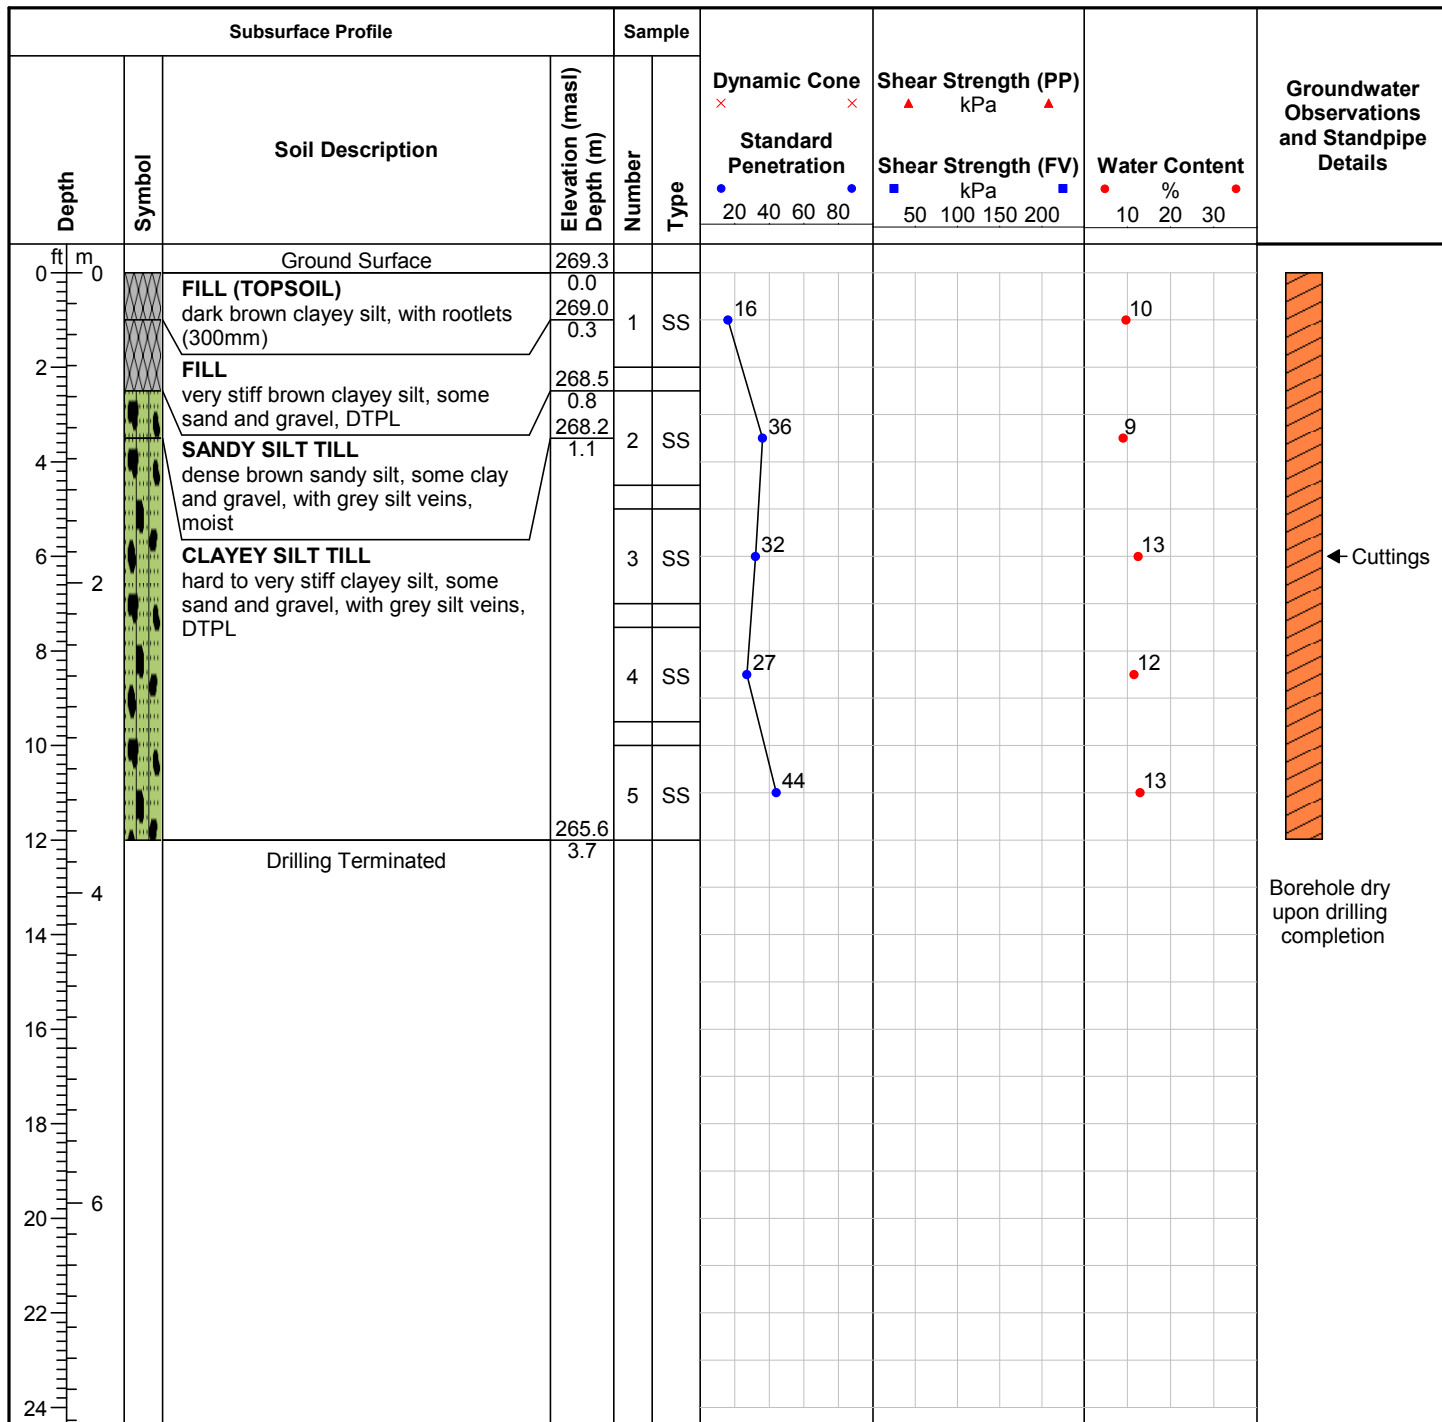 Subsurface Profile
Sample
Depth
Symbol
Soil Description
Elevation (masl)
Depth (m)
Number
Type
Dynamic Cone
Standard
Penetration
20 40 60 80
Shear Strength (PP)
kPa
Shear Strength (FV)
kPa
50 100 150 200
Water Content
%
10 20 30
Groundwater
Observations
and Standpipe
Details
ft m
0 0
2
4
6
2
8
10
12
4
14
16
18
6
20
22
24
Ground Surface
269.3
0.0
FILL (TOPSOIL)
dark brown clayey silt, with rootlets
(300mm)
269.0
0.3
FILL
very stiff brown clayey silt, some
sand and gravel, DTPL
268.5
0.8
SANDY SILT TILL
dense brown sandy silt, some clay
and gravel, with grey silt veins,
moist
268.2
1.1
CLAYEY SILT TILL
hard to very stiff clayey silt, some
sand and gravel, with grey silt veins,
DTPL
265.6
3.7
Drilling Terminated
1 SS 16 10
2 SS 36 9
3 SS 32 13
4 SS 27 12
5 SS 44 13
Cuttings
Borehole dry
upon drilling
completion